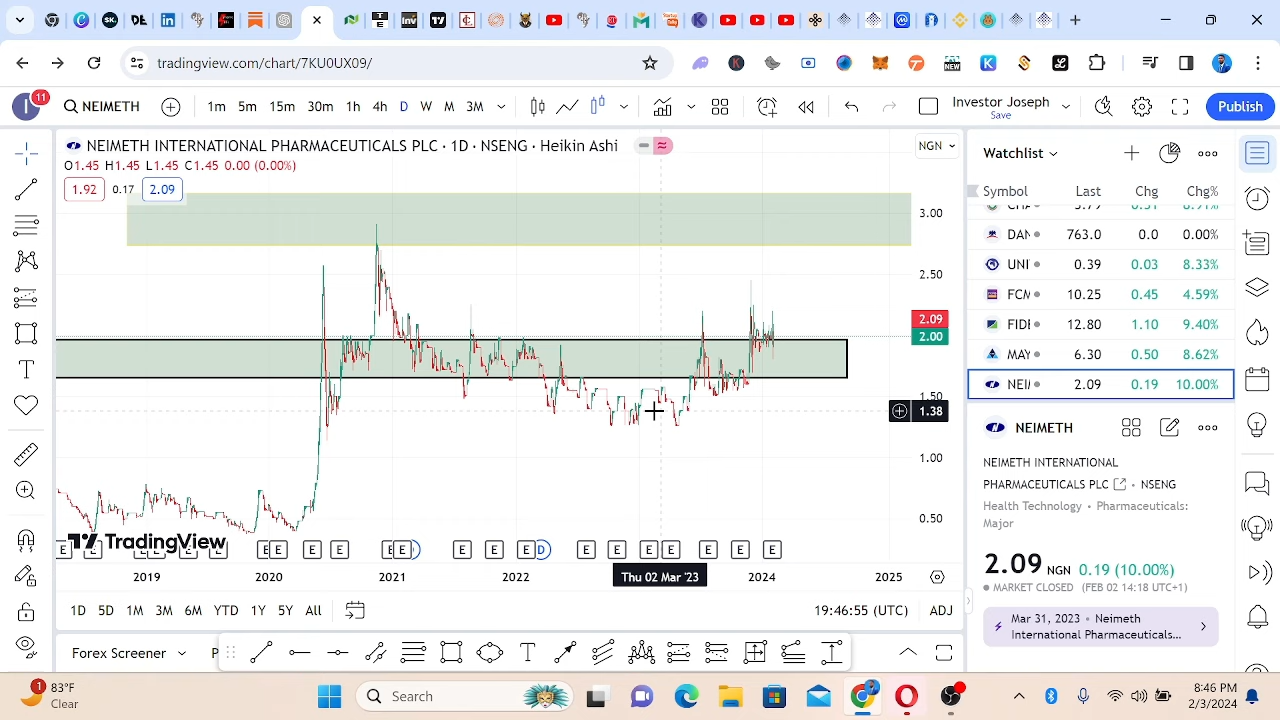 tradingview.com/chart/7KU0UX09/
11
NEIMETH
1m 5m 15m 30m 1h 4h D W M 3M
Investor Joseph
Save
Publish
NEIMETH INTERNATIONAL PHARMACEUTICALS PLC · 1D · NSENG · Heikin Ashi
NGN
O1.45 H1.45 L1.45 C1.45 0.00 (0.00%)
1.92 0.17 2.09
3.00
2.50
2.09
2.00
1.50
1.38
1.00
0.50
TradingView
E E E E E E E E E E D E E E E E E E
2019 2020 2021 2022 Thu 02 Mar '23 2024 2025
1D 5D 1M 3M 6M YTD 1Y 5Y All
19:46:55 (UTC) ADJ
Forex Screener
Watchlist
Symbol Last Chg Chg%
DAN 763.0 0.0 0.00%
UNI 0.39 0.03 8.33%
FCM 10.25 0.45 4.59%
FIDE 12.80 1.10 9.40%
MAY 6.30 0.50 8.62%
NEI 2.09 0.19 10.00%
NEIMETH
NEIMETH INTERNATIONAL
PHARMACEUTICALS PLC · NSENG
Health Technology • Pharmaceuticals:
Major
2.09 NGN 0.19 (10.00%)
MARKET CLOSED (FEB 02 14:18 UTC+1)
Mar 31, 2023 • Neimeth
International Pharmaceuticals...
1
83°F
Clear
Search
8:46 PM
2/3/2024